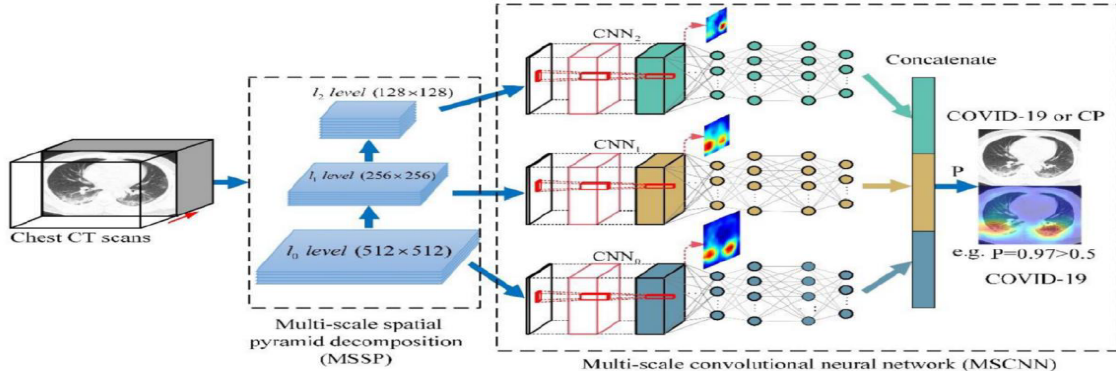 Chest CT scans
l₂ level (128×128)
l₁ level (256×256)
l₀ level (512×512)
Multi-scale spatial
pyramid decomposition
(MSSP)
CNN₂
CNN₁
CNN₀
Concatenate
P
COVID-19 or CP
e.g. P=0.97>0.5
COVID-19
Multi-scale convolutional neural network (MSCNN)